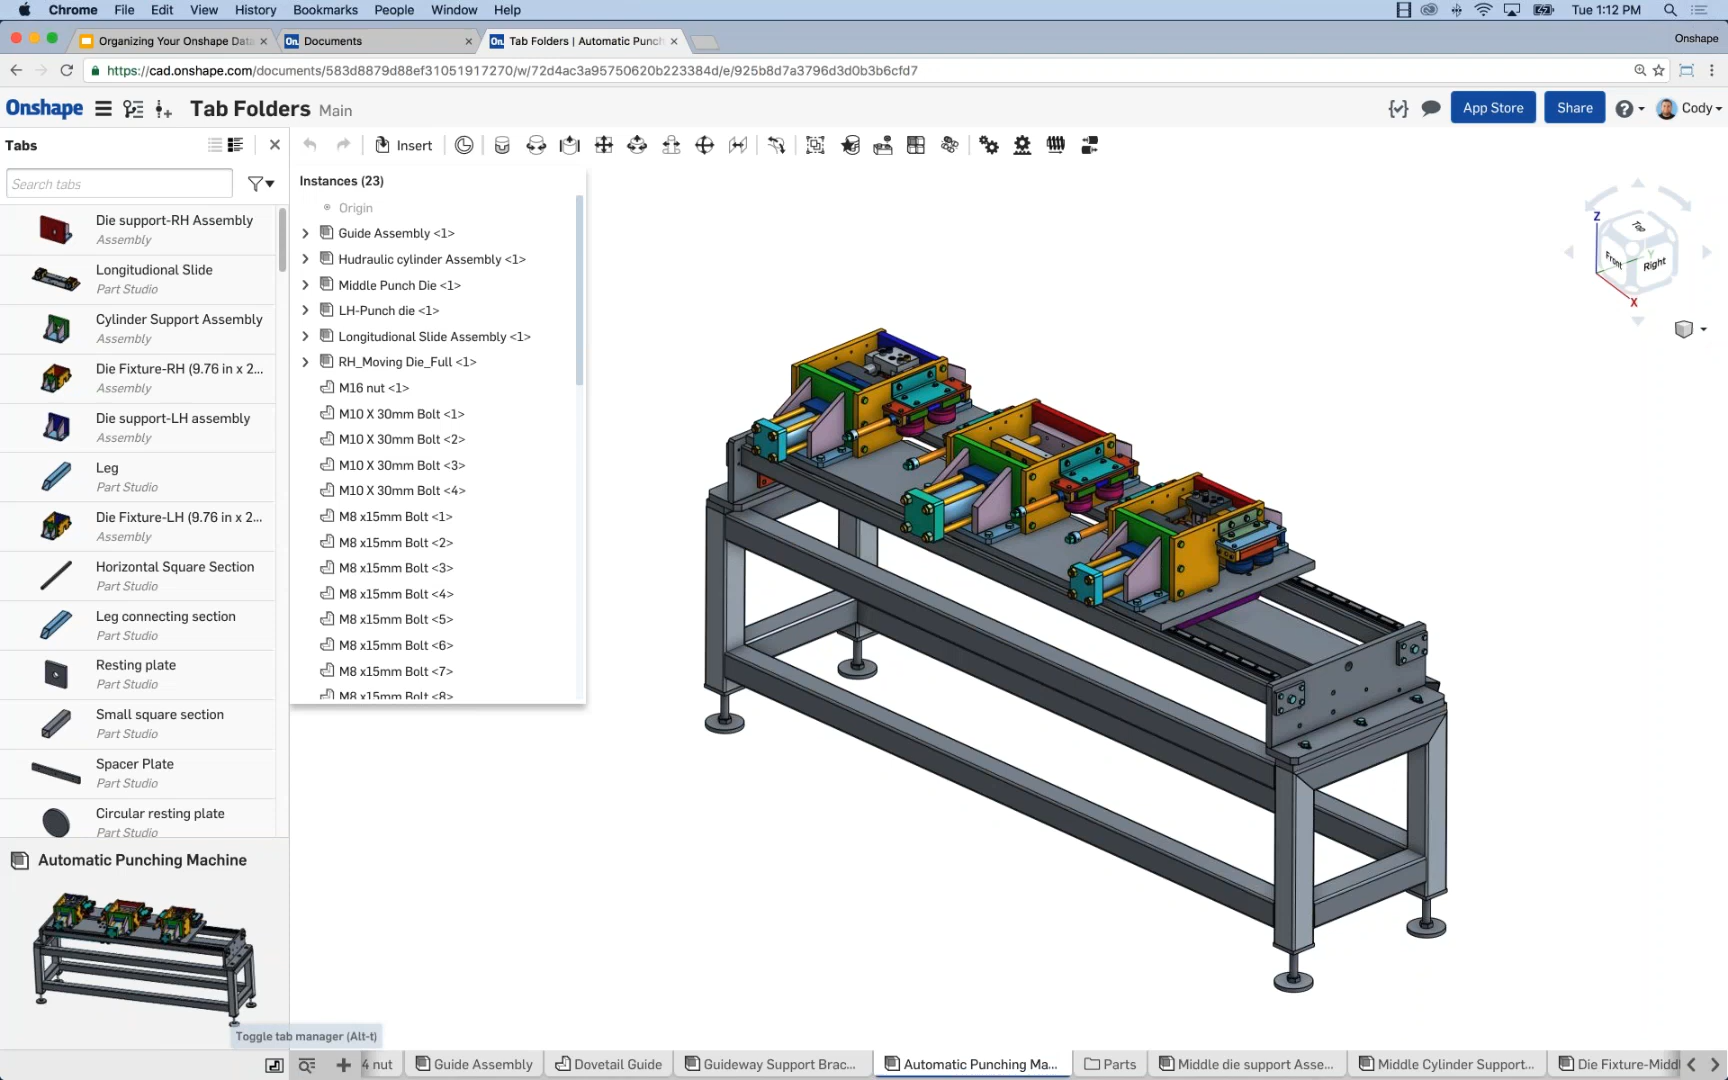 Chrome File Edit View History Bookmarks People Window Help Tue 1:12 PM
Organizing Your Onshape Data
On. Documents
On. Tab Folders | Automatic Punch
Onshape
https://cad.onshape.com/documents/583d8879d88ef31051917270/w/72d4ac3a95750620b223384d/e/925b8d7a3796d3d0b3b6cfd7
Onshape Tab Folders Main App Store Share Cody
Tabs
Insert
Search tabs
Die support-RH Assembly
Assembly
Longitudional Slide
Part Studio
Cylinder Support Assembly
Assembly
Die Fixture-RH (9.76 in x 2...
Assembly
Die support-LH assembly
Assembly
Leg
Part Studio
Die Fixture-LH (9.76 in x 2...
Assembly
Horizontal Square Section
Part Studio
Leg connecting section
Part Studio
Resting plate
Part Studio
Small square section
Part Studio
Spacer Plate
Part Studio
Circular resting plate
Part Studio
Automatic Punching Machine
Toggle tab manager (Alt-t)
Instances (23)
Origin
Guide Assembly <1>
Hudraulic cylinder Assembly <1>
Middle Punch Die <1>
LH-Punch die <1>
Longitudional Slide Assembly <1>
RH_Moving Die_Full <1>
M16 nut <1>
M10 X 30mm Bolt <1>
M10 X 30mm Bolt <2>
M10 X 30mm Bolt <3>
M10 X 30mm Bolt <4>
M8 x15mm Bolt <1>
M8 x15mm Bolt <2>
M8 x15mm Bolt <3>
M8 x15mm Bolt <4>
M8 x15mm Bolt <5>
M8 x15mm Bolt <6>
M8 x15mm Bolt <7>
M8 x15mm Bolt <8>
Z
Top
Front
Right
Y
X
4 nut
Guide Assembly
Dovetail Guide
Guideway Support Brac...
Automatic Punching Ma...
Parts
Middle die support Asse...
Middle Cylinder Support...
Die Fixture-Middl